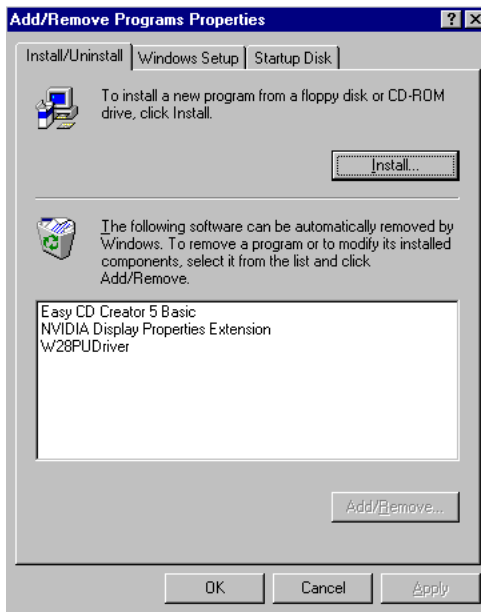 Add/Remove Programs Properties
Install/Uninstall
Windows Setup
Startup Disk
To install a new program from a floppy disk or CD-ROM
drive, click Install.
Install...
The following software can be automatically removed by
Windows. To remove a program or to modify its installed
components, select it from the list and click
Add/Remove.
Easy CD Creator 5 Basic
NVIDIA Display Properties Extension
W28PUDriver
Add/Remove...
OK
Cancel
Apply